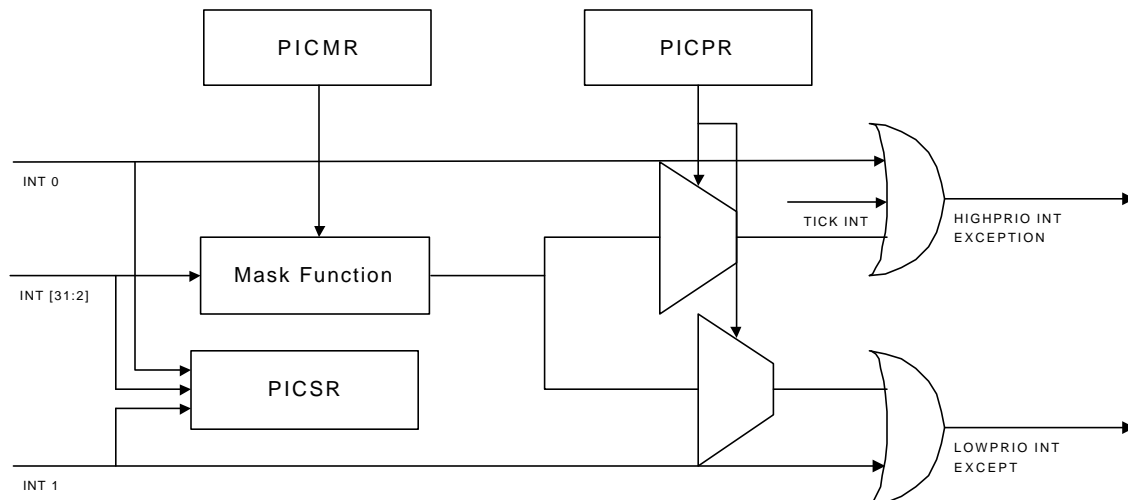 PICMR
PICPR
INT 0
TICK INT
HIGHPRIO INT
EXCEPTION
Mask Function
INT [31:2]
PICSR
LOWPRIO INT
EXCEPT
INT 1